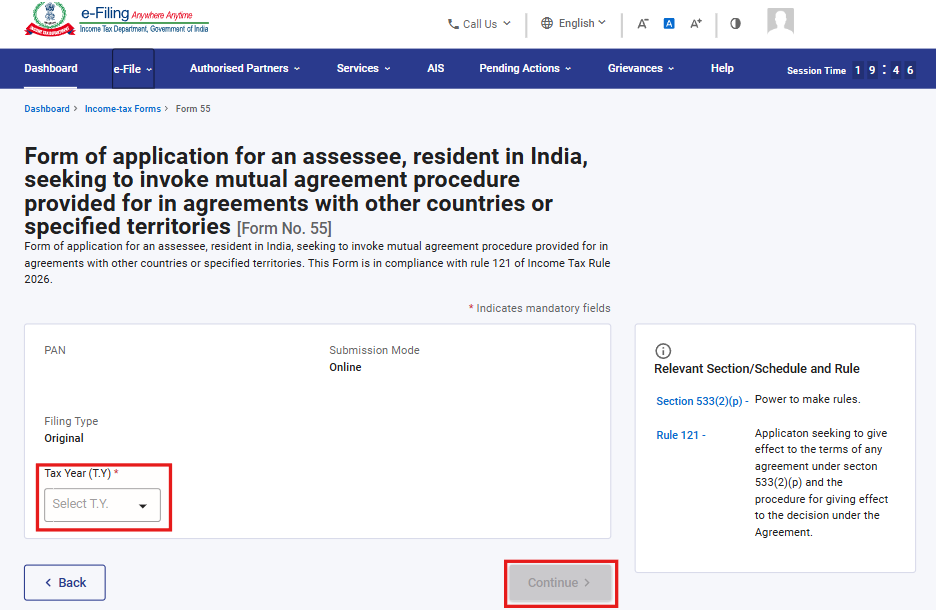 e-Filing Anywhere Anytime
Income Tax Department, Government of India
Call Us
English
A-
A
A+
Dashboard
e-File
Authorised Partners
Services
AIS
Pending Actions
Grievances
Help
Session Time 1 9 : 4 6
Dashboard > Income-tax Forms > Form 55
Form of application for an assessee, resident in India,
seeking to invoke mutual agreement procedure
provided for in agreements with other countries or
specified territories [Form No. 55]
Form of application for an assessee, resident in India, seeking to invoke mutual agreement procedure provided for in
agreements with other countries or specified territories. This Form is in compliance with rule 121 of Income Tax Rule
2026.
* Indicates mandatory fields
PAN
Submission Mode
Online
Filing Type
Original
Tax Year (T.Y) *
Select T.Y.
< Back
Continue >
Relevant Section/Schedule and Rule
Section 533(2)(p) - Power to make rules.
Rule 121 - Applicaton seeking to give
effect to the terms of any
agreement under secton
533(2)(p) and the
procedure for giving effect
to the decision under the
Agreement.